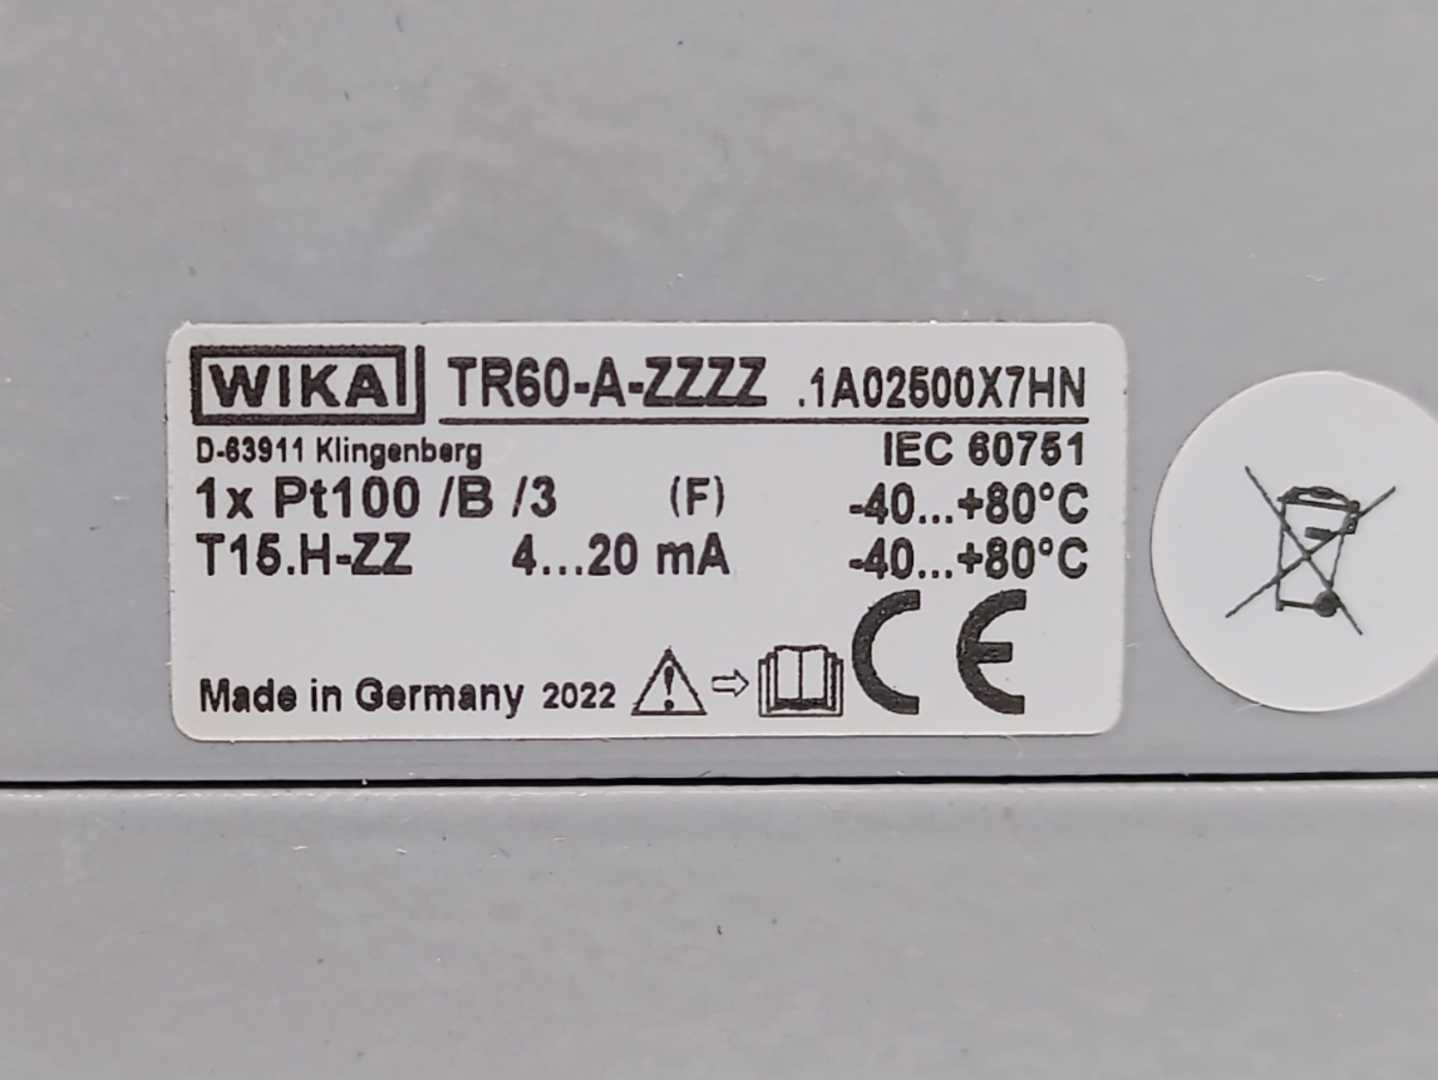 WIKA TR60-A-ZZZZ .1A02500X7HN
D-63911 Klingenberg IEC 60751
1x Pt100 /B /3 (F) -40...+80°C
T15.H-ZZ 4...20 mA -40...+80°C
Made in Germany 2022 CE